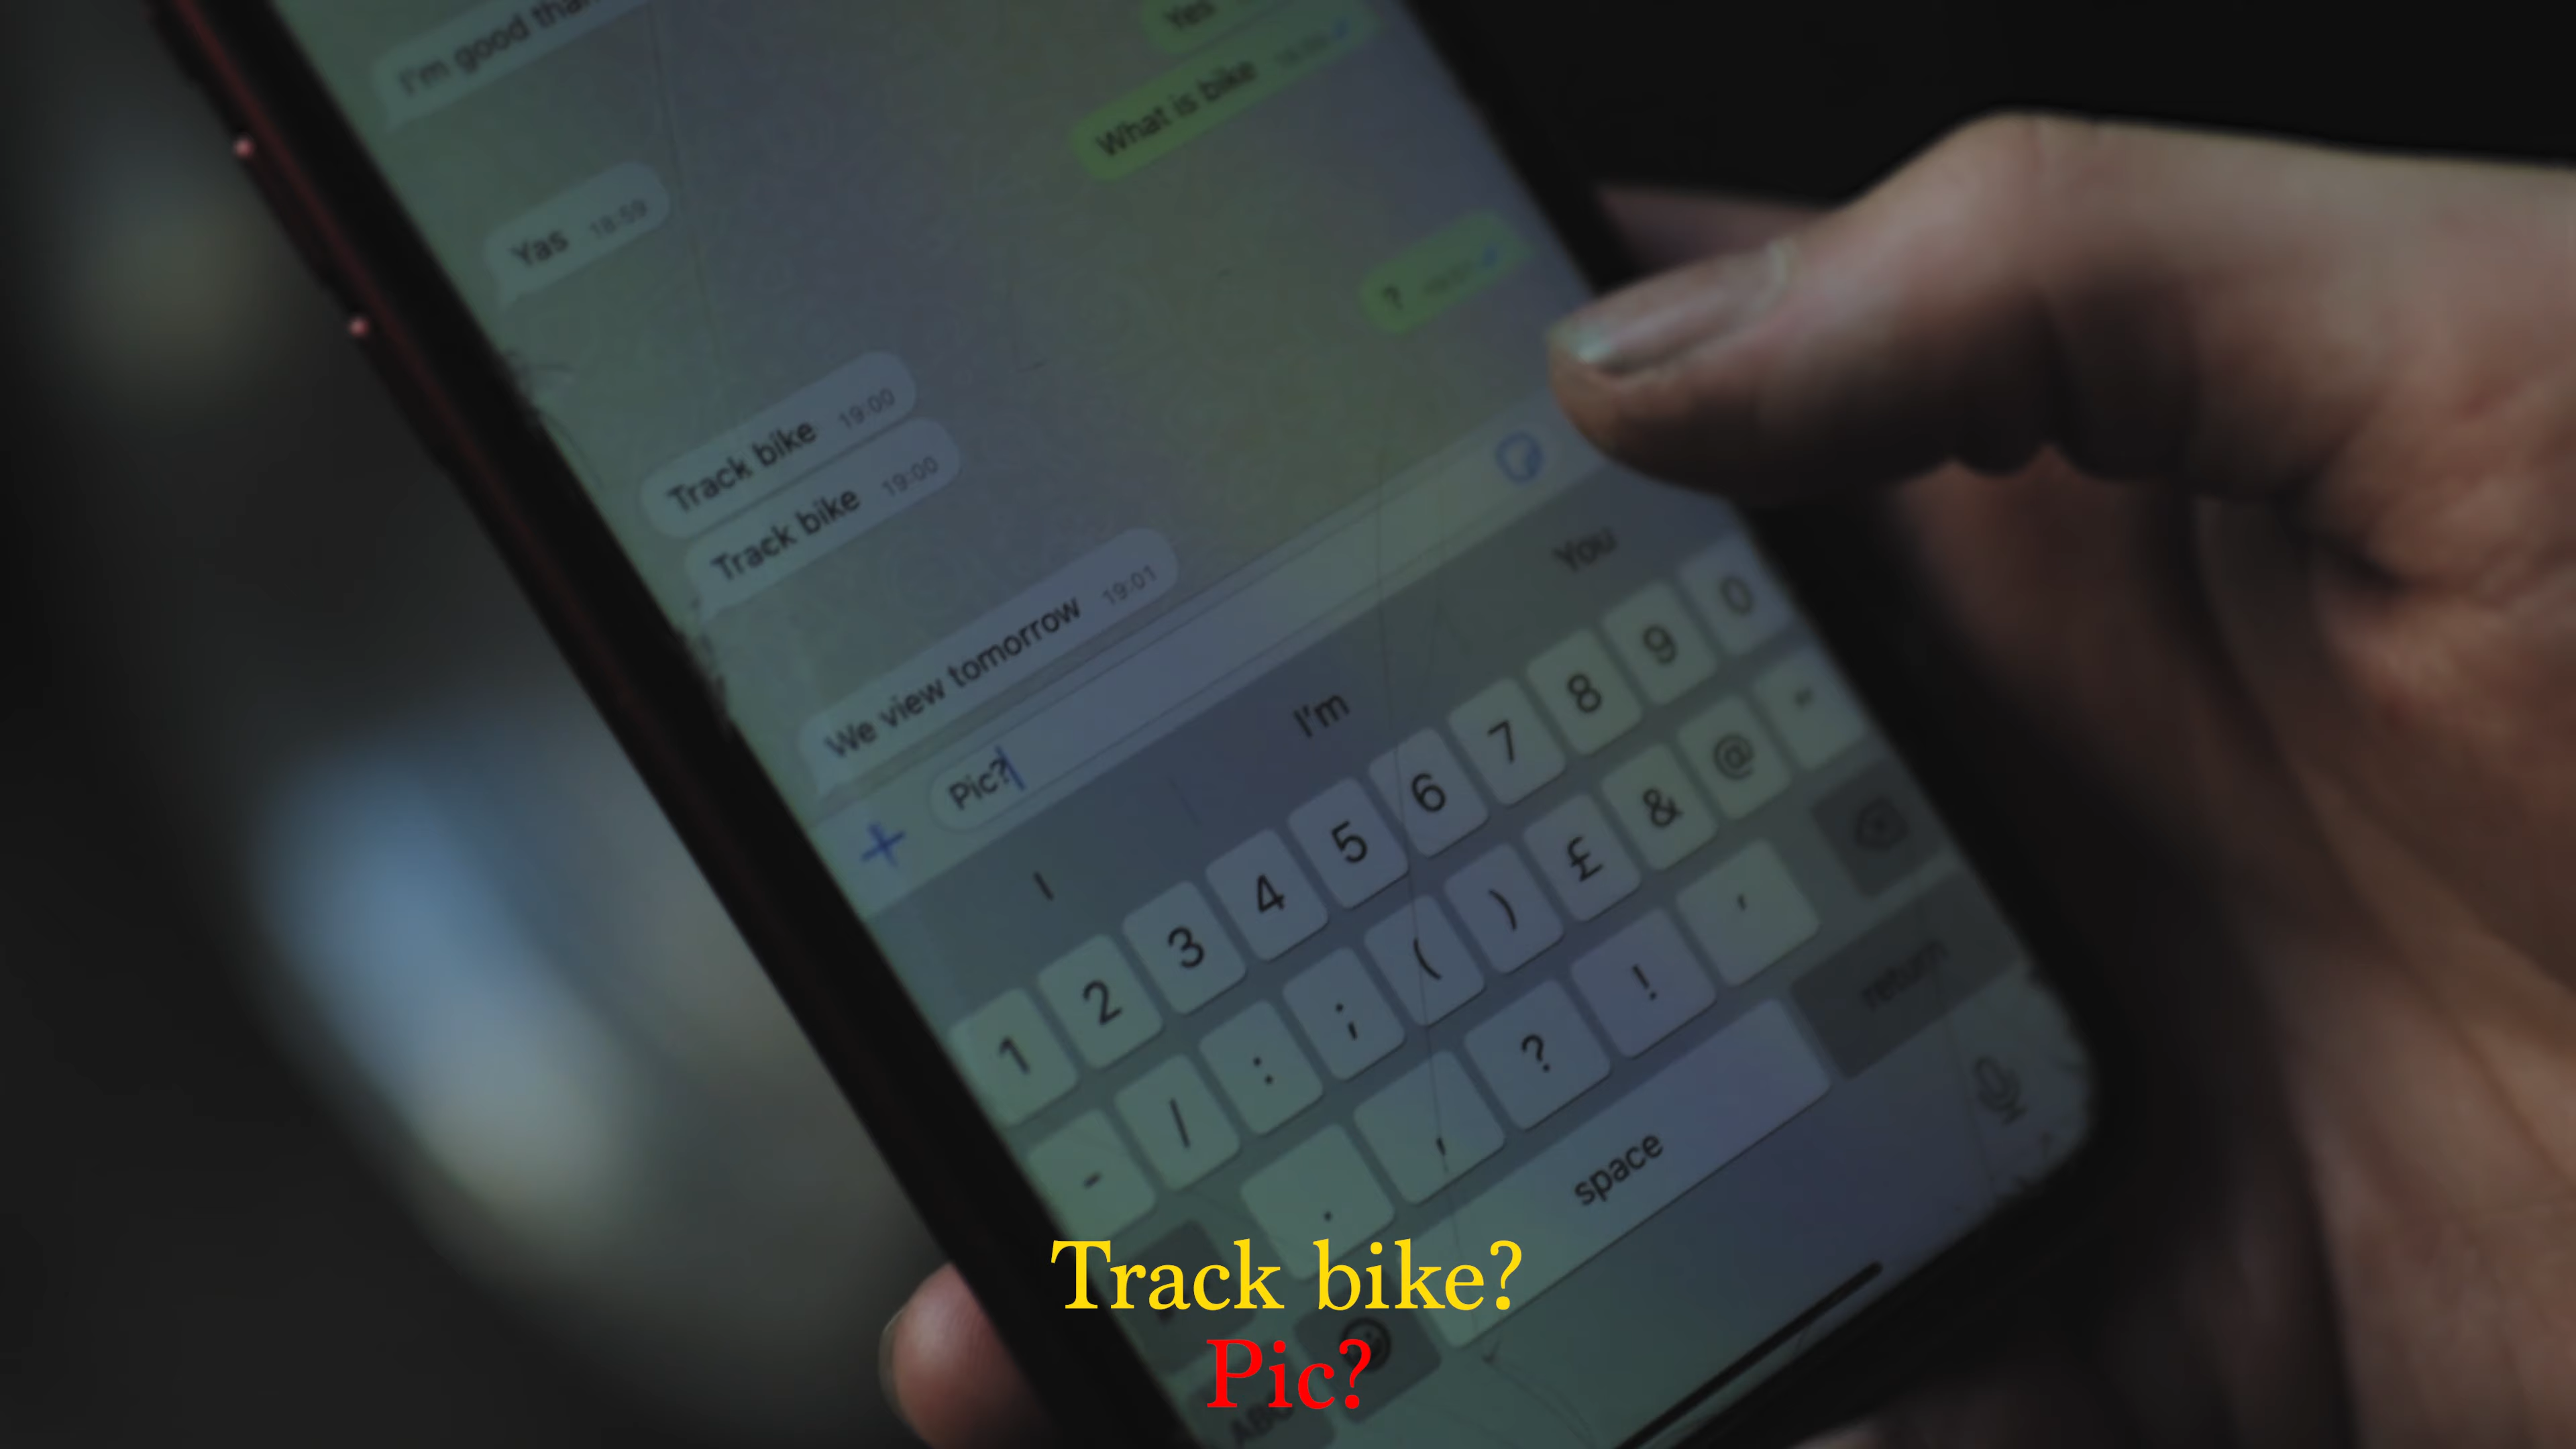 I'm good than
Yes
What is bike
Yas 18:59
?
Track bike 19:00
Track bike 19:00
We view tomorrow 19:01
Pic?
I
I'm
You
1 2 3 4 5 6 7 8 9 0
- / : ; ( ) £ & @ "
. , ? ! '
ABC
space
return
Track bike?
Pic?